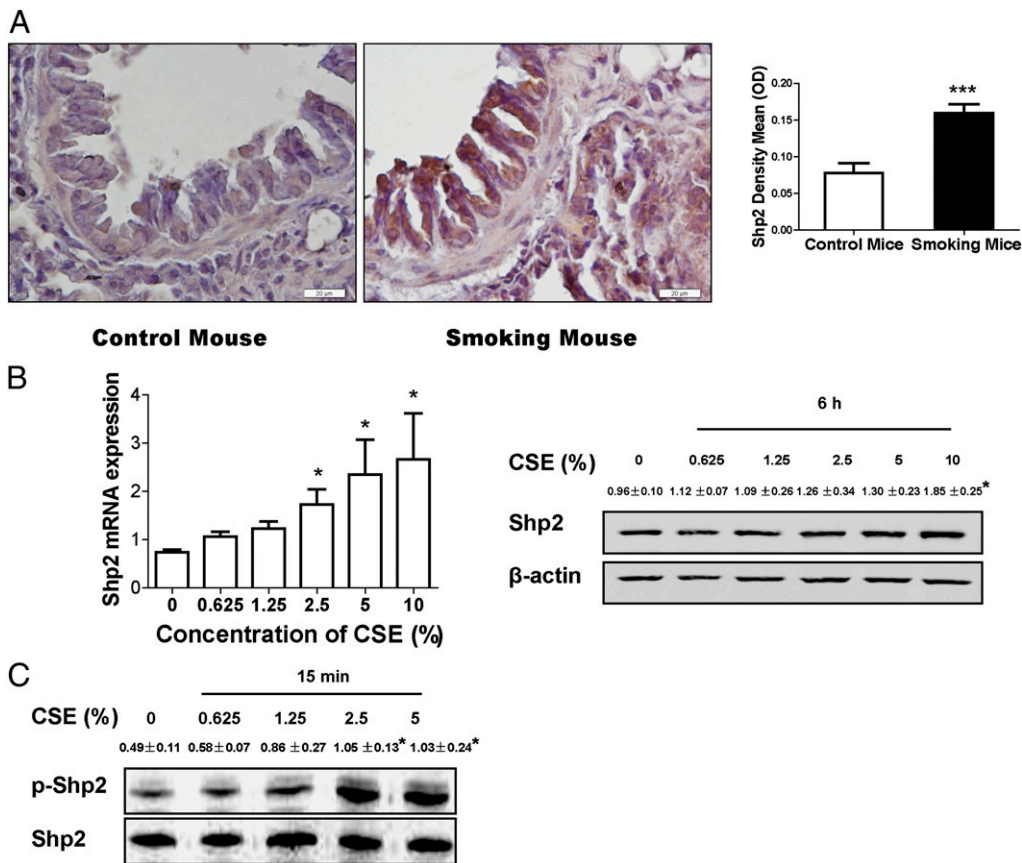 A
20 µm
20 µm
Control Mouse
Smoking Mouse
Shp2 Density Mean (OD)
0.20
0.15
0.10
0.05
0.00
***
Control Mice Smoking Mice
B
Shp2 mRNA expression
4
3
2
1
0
* * *
0 0.625 1.25 2.5 5 10
Concentration of CSE (%)
6 h
CSE (%) 0 0.625 1.25 2.5 5 10
0.96±0.10 1.12 ±0.07 1.09 ±0.26 1.26 ±0.34 1.30 ±0.23 1.85 ±0.25*
Shp2
β-actin
C
15 min
CSE (%) 0 0.625 1.25 2.5 5
0.49±0.11 0.58±0.07 0.86 ±0.27 1.05 ±0.13* 1.03±0.24*
p-Shp2
Shp2